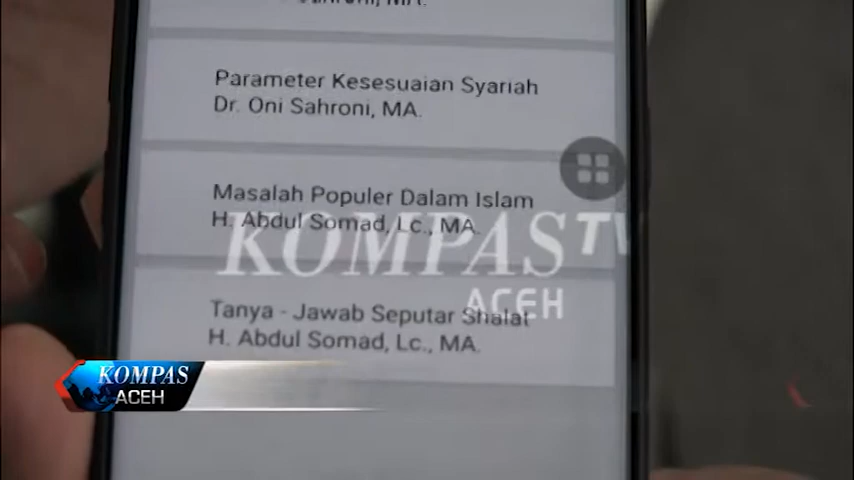 Parameter Kesesuaian Syariah
Dr. Oni Sahroni, MA.
Masalah Populer Dalam Islam
H. Abdul Somad, Lc., MA.
KOMPAS TV
ACEH
Tanya - Jawab Seputar Shalat
H. Abdul Somad, Lc., MA.
KOMPAS
ACEH